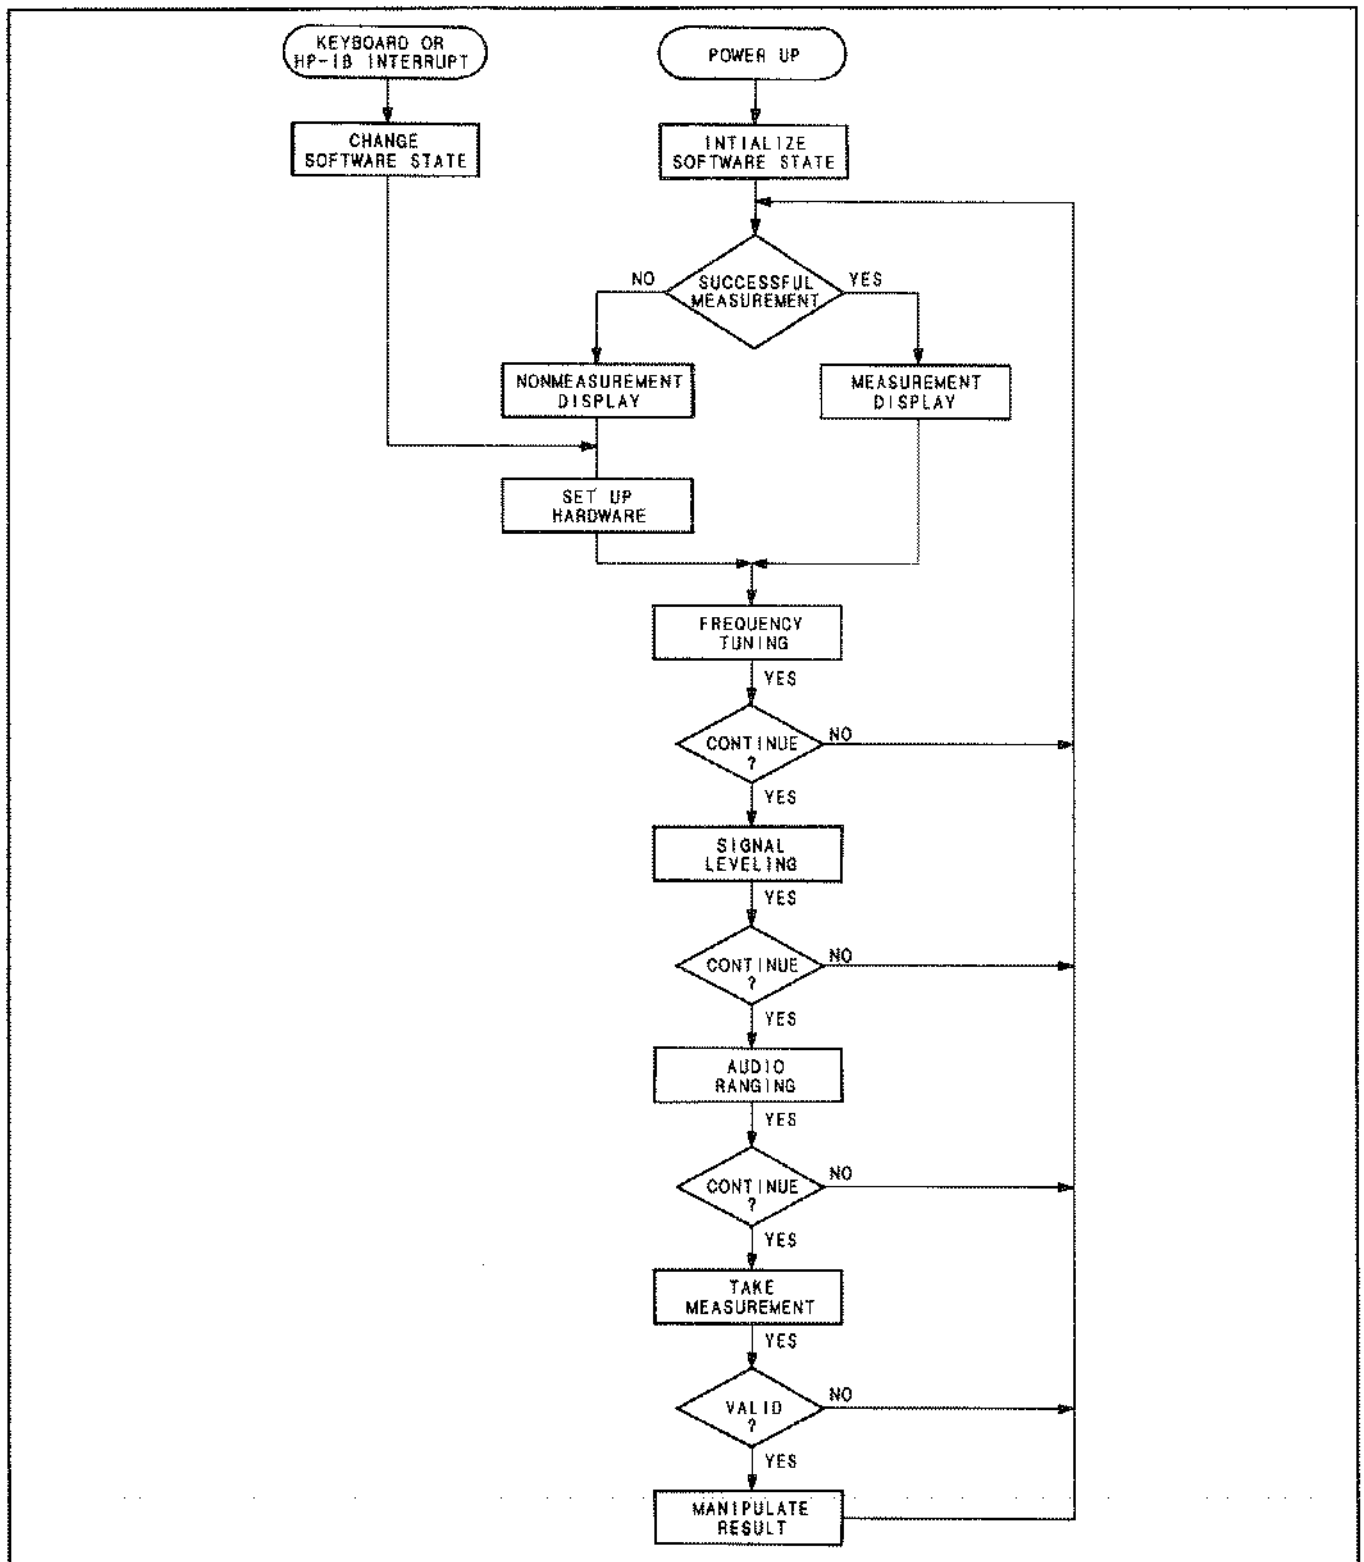 KEYBOARD OR
HP-IB INTERRUPT
POWER UP
CHANGE
SOFTWARE STATE
INTIALIZE
SOFTWARE STATE
NO
SUCCESSFUL
MEASUREMENT
YES
NONMEASUREMENT
DISPLAY
MEASUREMENT
DISPLAY
SET UP
HARDWARE
FREQUENCY
TUNING
YES
CONTINUE
?
NO
YES
SIGNAL
LEVELING
YES
CONTINUE
?
NO
YES
AUDIO
RANGING
YES
CONTINUE
?
NO
YES
TAKE
MEASUREMENT
YES
VALID
?
NO
YES
MANIPULATE
RESULT